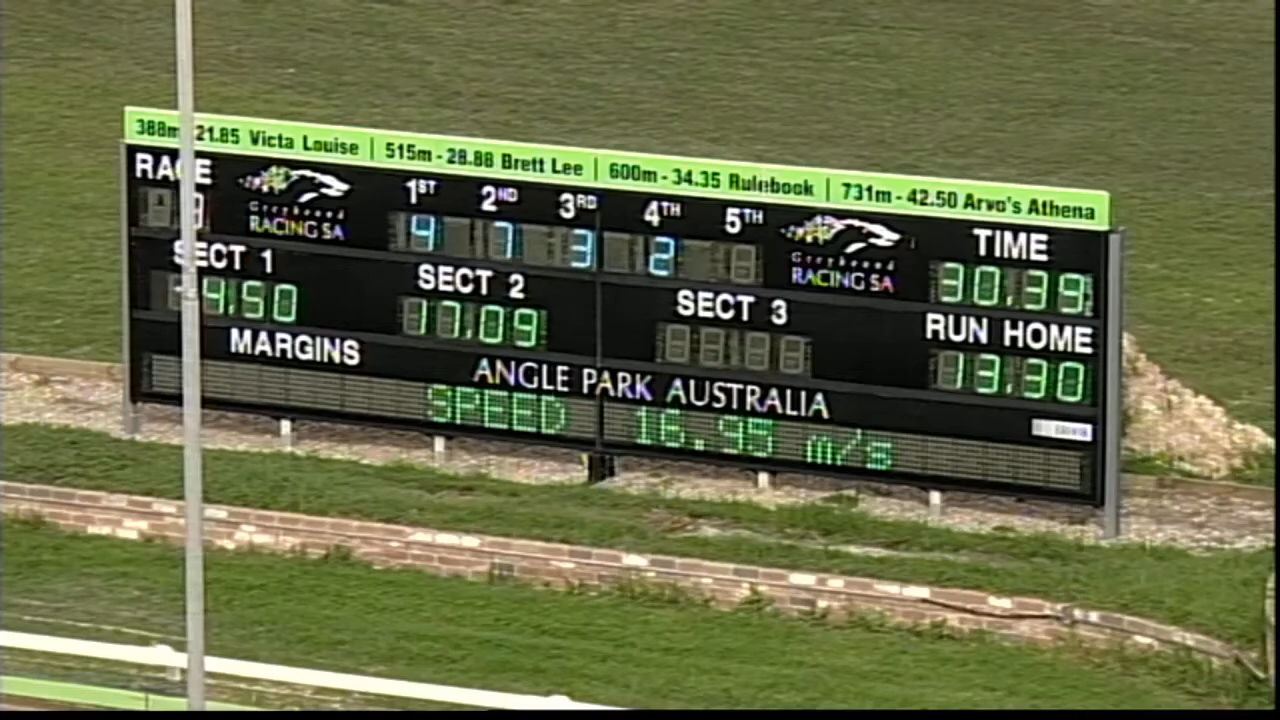 388m 21.85 Victa Louise | 515m - 28.88 Brett Lee | 600m - 34.35 Rulebook | 731m - 42.50 Arvo's Athena
RACE 1ST 2ND 3RD 4TH 5TH TIME
Greyhound RACING SA 4 7 3 2 Greyhound RACING SA 30.39
SECT 1 SECT 2 SECT 3 RUN HOME
4.50 17.09 13.30
MARGINS ANGLE PARK AUSTRALIA
SPEED 16.95 m/s